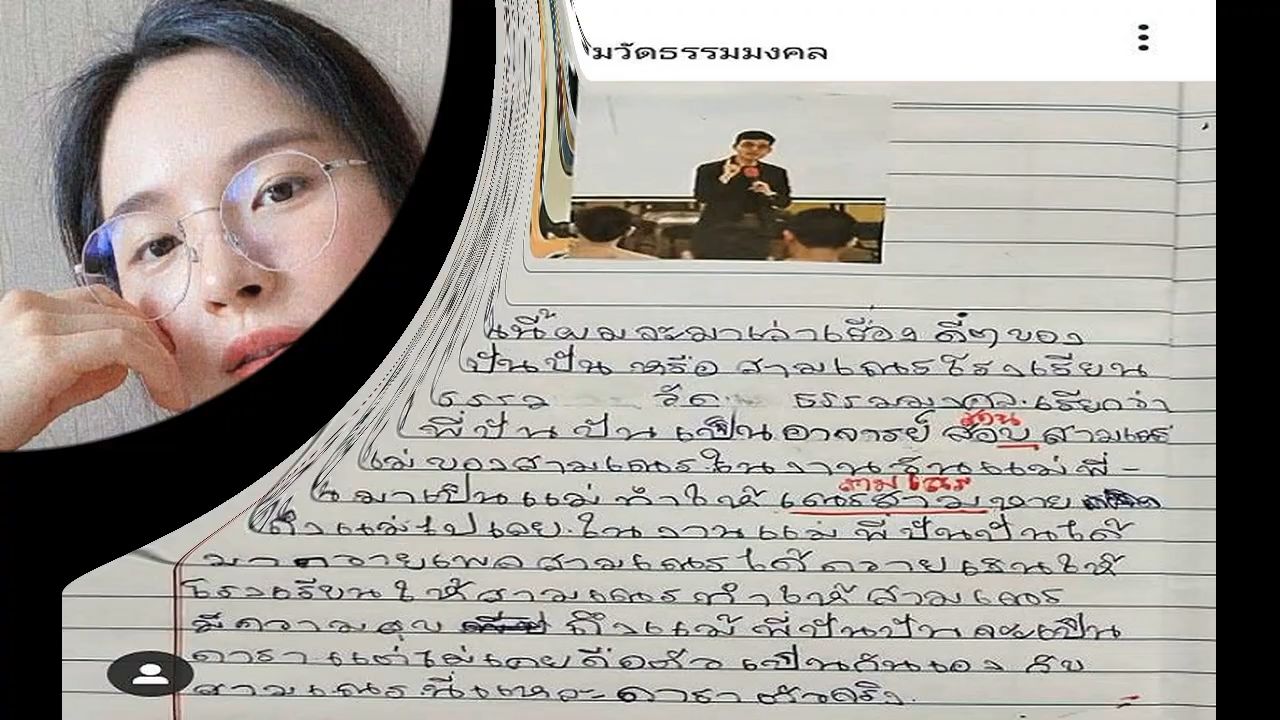 มวัดธรรมมงคล
นี้ ผมจะมาเล่าเรื่อง ดีๆ ของ
ปันปัน หรือ สามเณรโรงเรียน
ธรรม วัด ธรรมมงคล เรียกว่า
สอน
พี่ปันปัน เป็น อาจารย์ สอบ สามเณร
แม่ ของสามเณร ใน งาน วันแม่ พี่-
สามเณร
น มาเป็นแม่ ทำให้ เณรสาม หาย
ถึงแม่ไปเลย ในงานแม่ พี่ปันปันได้
มา ถวายเพลสามเณร ได้ ถวาย ให้
โรงเรียนให้สามเณร ทำให้ สามเณร
มีความสุข ถึงแม้ พี่ปันปัน จะเป็น
ดารา แต่ไม่เคยถือตัว เป็นกันเอง กับ
สามเณร นี่แหละ ดารา ตัวจริง.